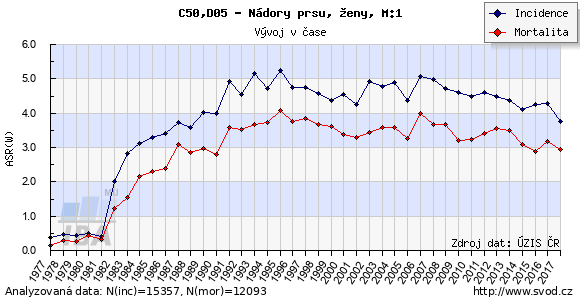 C50,D05 - Nádory prsu, ženy, M:1
Vývoj v čase
Incidence
Mortalita
ASR(W)
6.0
5.0
4.0
3.0
2.0
1.0
0.0
IBA
MU
Zdroj dat: ÚZIS ČR
1977 1978 1979 1980 1981 1982 1983 1984 1985 1986 1987 1988 1989 1990 1991 1992 1993 1994 1995 1996 1997 1998 1999 2000 2001 2002 2003 2004 2005 2006 2007 2008 2009 2010 2011 2012 2013 2014 2015 2016 2017
Analyzovaná data: N(inc)=15357, N(mor)=12093
http://www.svod.cz